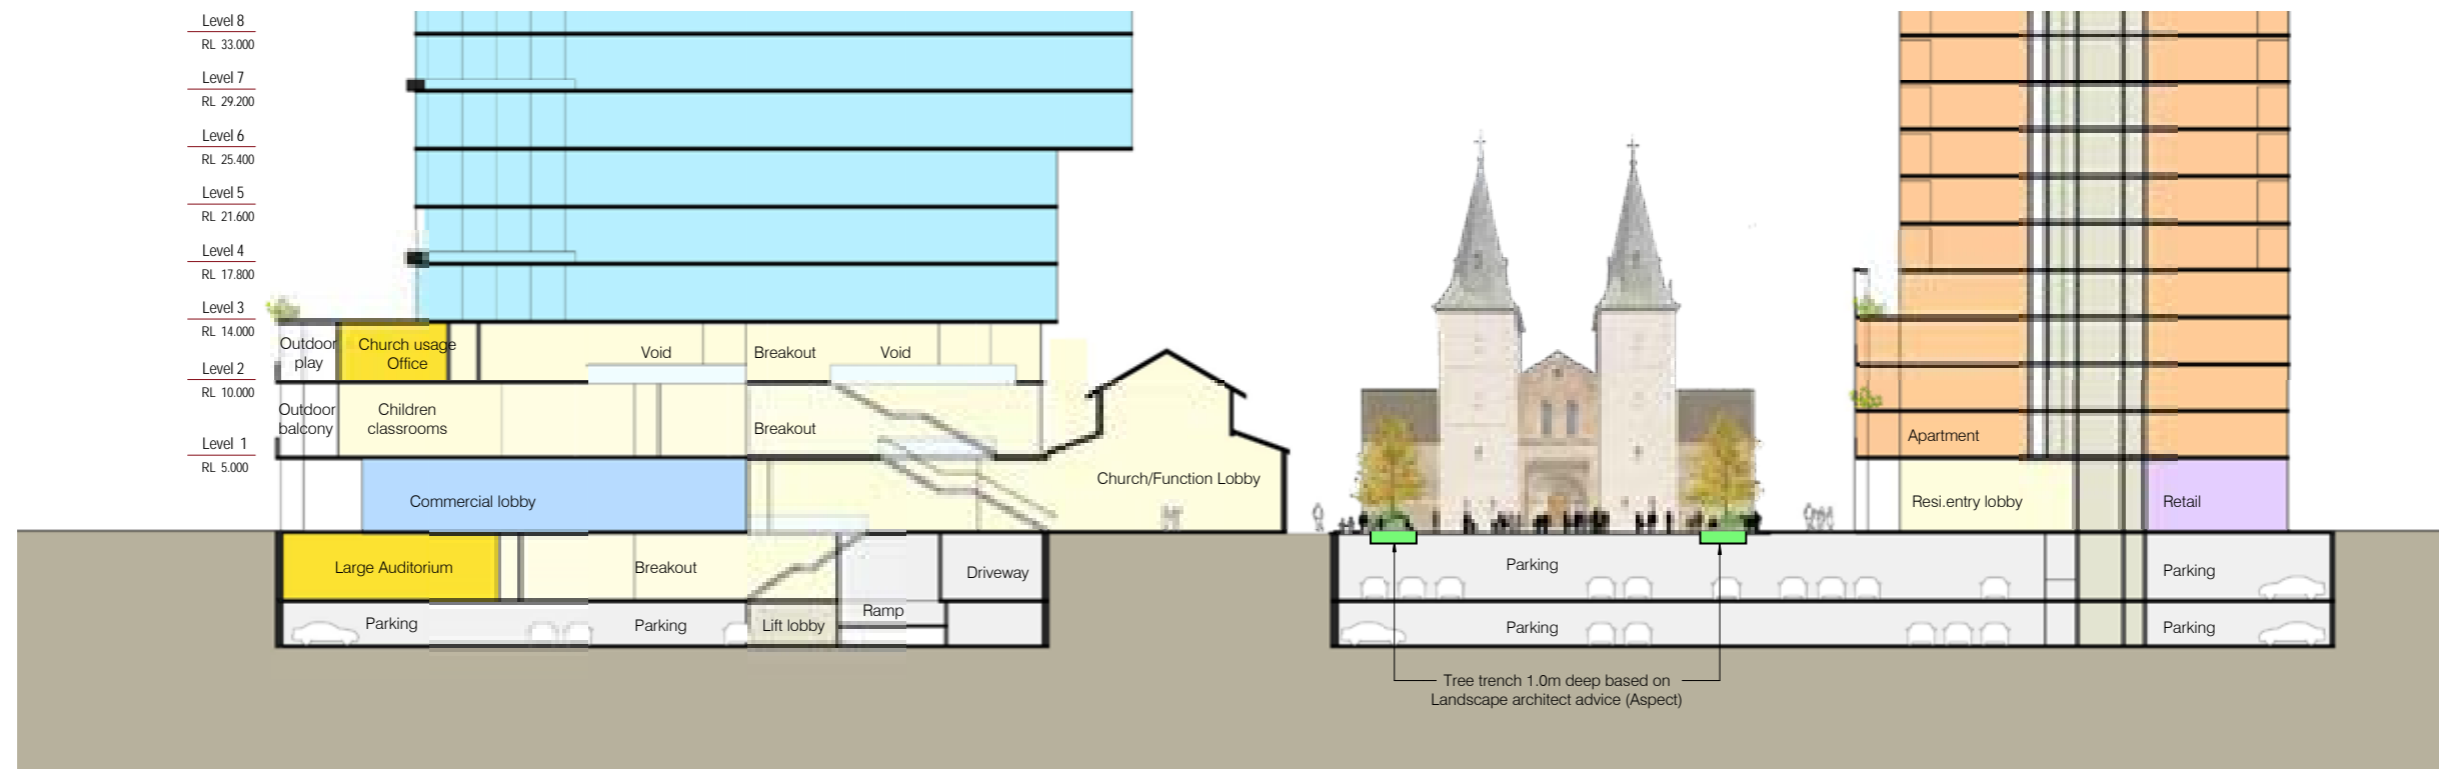 Level 8
RL 33.000
Level 7
RL 29.200
Level 6
RL 25.400
Level 5
RL 21.600
Level 4
RL 17.800
Level 3
RL 14.000
Level 2
RL 10.000
Level 1
RL 5.000
Outdoor
play
Church usage
Office
Void
Breakout
Void
Outdoor
balcony
Children
classrooms
Breakout
Commercial lobby
Church/Function Lobby
Large Auditorium
Breakout
Driveway
Parking
Parking
Lift lobby
Ramp
Apartment
Resi.entry lobby
Retail
Parking
Parking
Parking
Parking
Tree trench 1.0m deep based on
Landscape architect advice (Aspect)